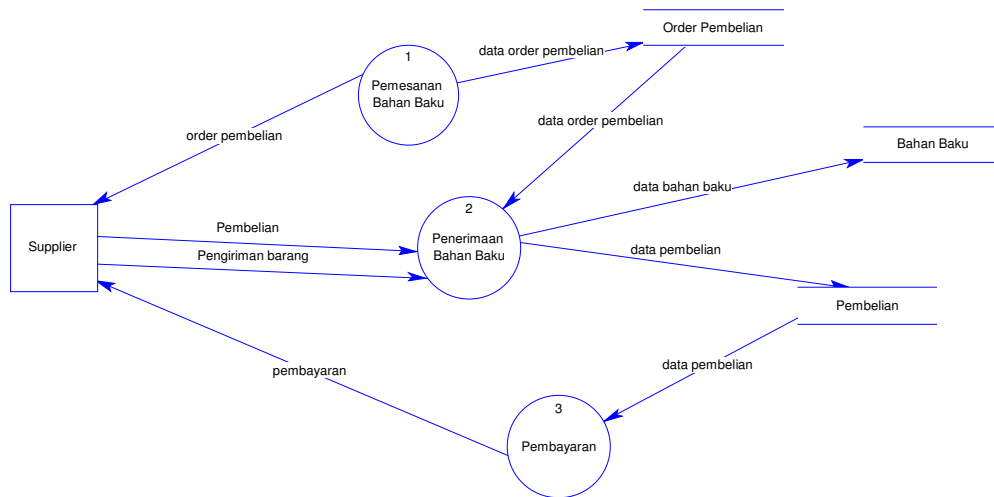 Order Pembelian
1
Pemesanan
Bahan Baku
data order pembelian
order pembelian
data order pembelian
Bahan Baku
data bahan baku
2
Penerimaan
Bahan Baku
Supplier
Pembelian
Pengiriman barang
data pembelian
Pembelian
pembayaran
data pembelian
3
Pembayaran